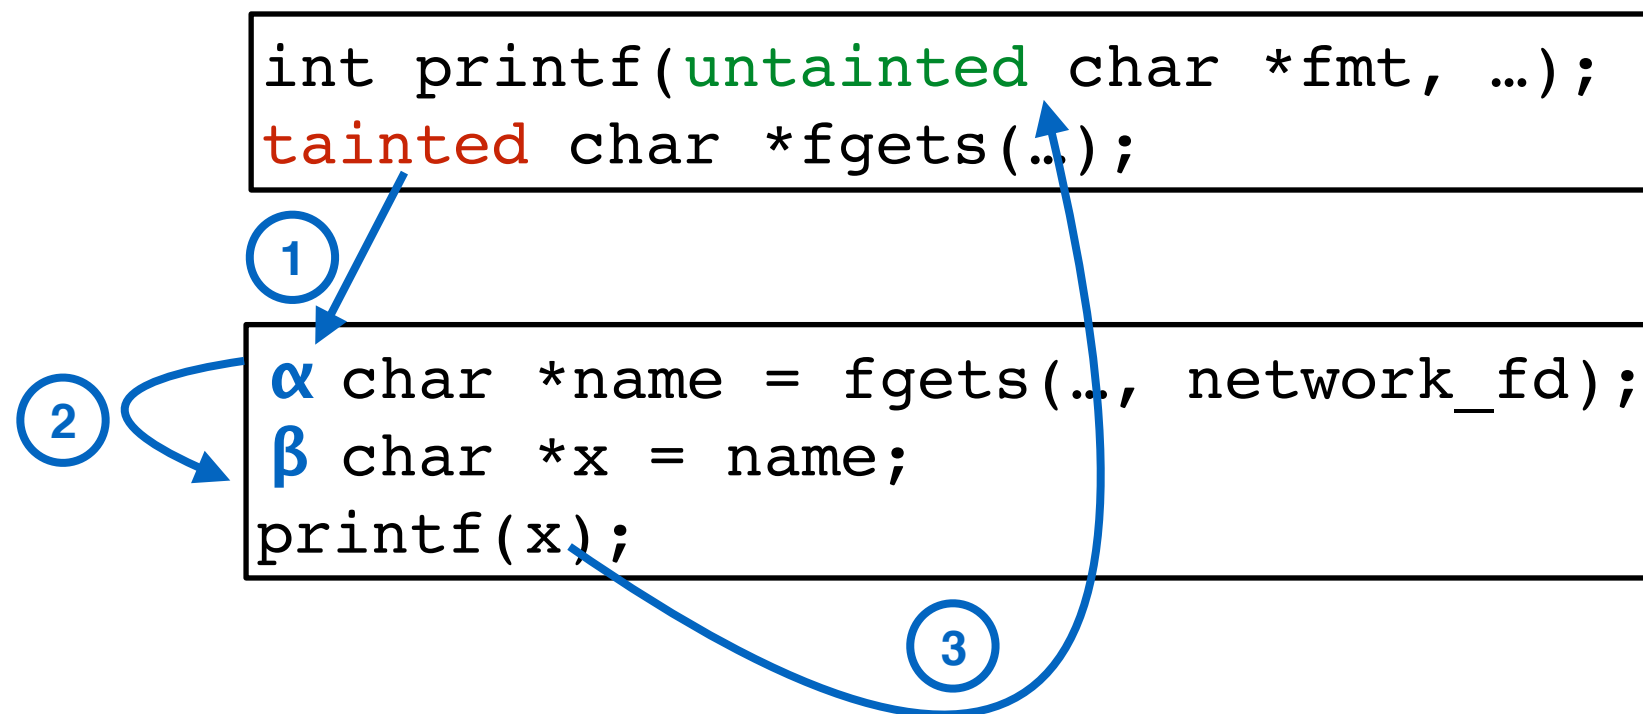 int printf(untainted char *fmt, …);
tainted char *fgets(…);
1
α char *name = fgets(…, network_fd);
2
β char *x = name;
printf(x);
3